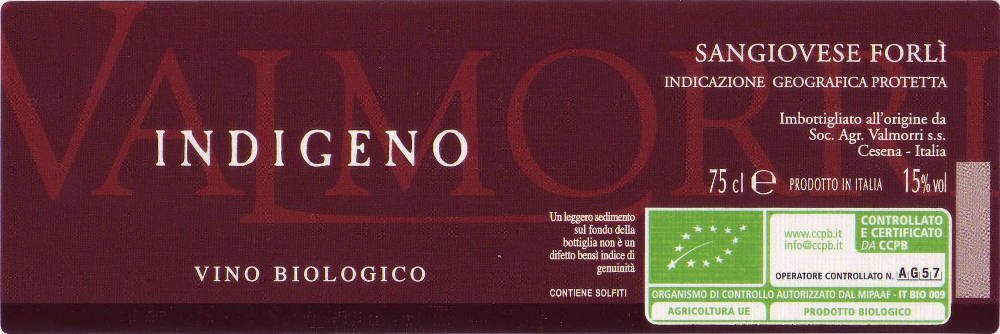 VALMORRI
INDIGENO
VINO BIOLOGICO
SANGIOVESE FORLÌ
INDICAZIONE GEOGRAFICA PROTETTA
Imbottigliato all'origine da
Soc. Agr. Valmorri s.s.
Cesena - Italia
75 cl e PRODOTTO IN ITALIA 15% vol
Un leggero sedimento
sul fondo della
bottiglia non è un
difetto bensì indice di
genuinità
CONTIENE SOLFITI
www.ccpb.it
info@ccpb.it
CONTROLLATO
E CERTIFICATO
DA CCPB
OPERATORE CONTROLLATO N. AG57
ORGANISMO DI CONTROLLO AUTORIZZATO DAL MIPAAF - IT BIO 009
AGRICOLTURA UE
PRODOTTO BIOLOGICO